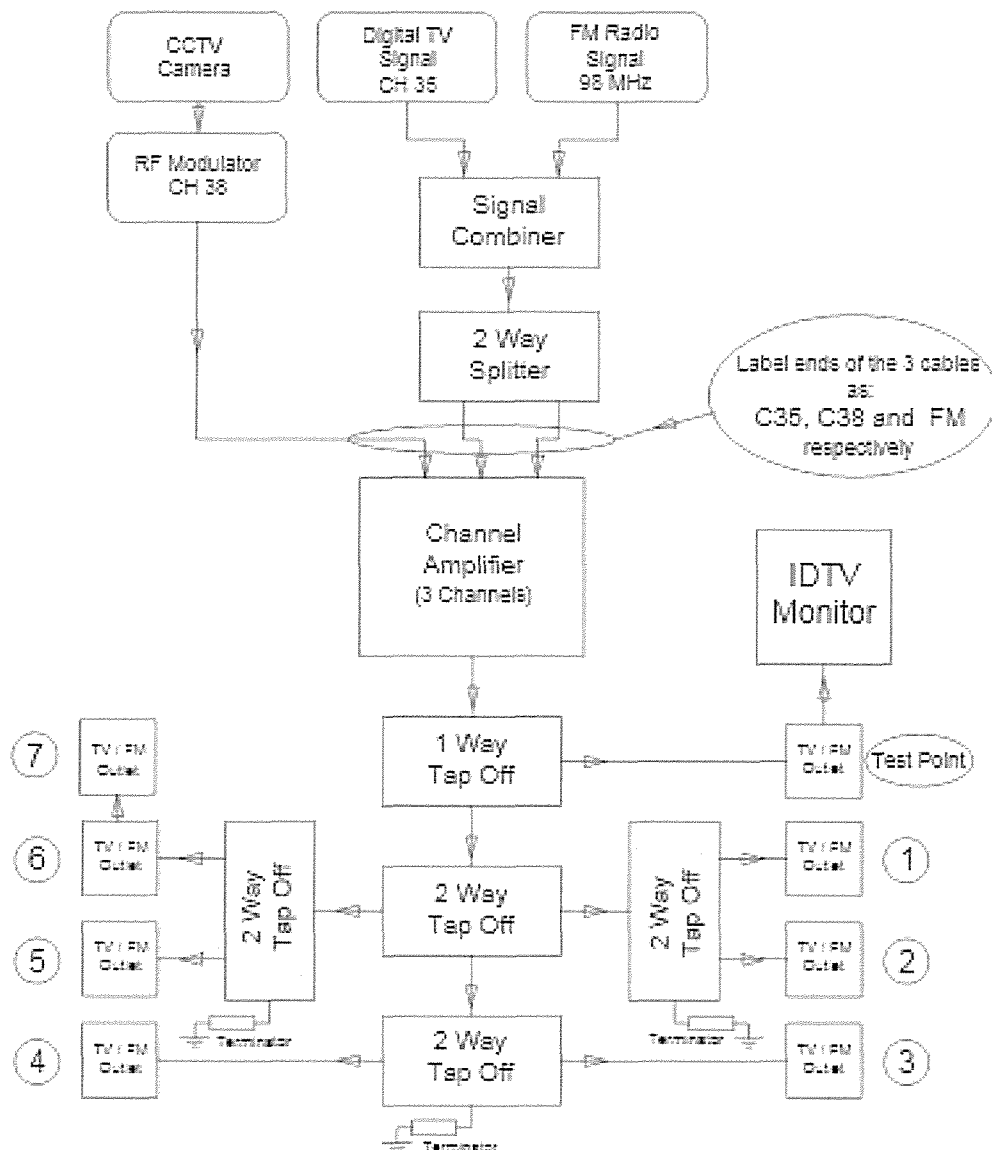 CCTV
Camera
Digital TV
Signal
CH 35
FM Radio
Signal
98 MHz
RF Modulator
CH 38
Signal
Combiner
2 Way
Splitter
Label ends of the 3 cables
as:
C35, C38 and FM
respectively
Channel
Amplifier
(3 Channels)
IDTV
Monitor
7
TV / FM
Outlet
1 Way
Tap Off
TV / FM
Outlet
Test Point
6
TV / FM
Outlet
2 Way
Tap Off
2 Way
Tap Off
2 Way
Tap Off
TV / FM
Outlet
1
5
TV / FM
Outlet
TV / FM
Outlet
2
Terminator
Terminator
4
TV / FM
Outlet
2 Way
Tap Off
TV / FM
Outlet
3
Terminator